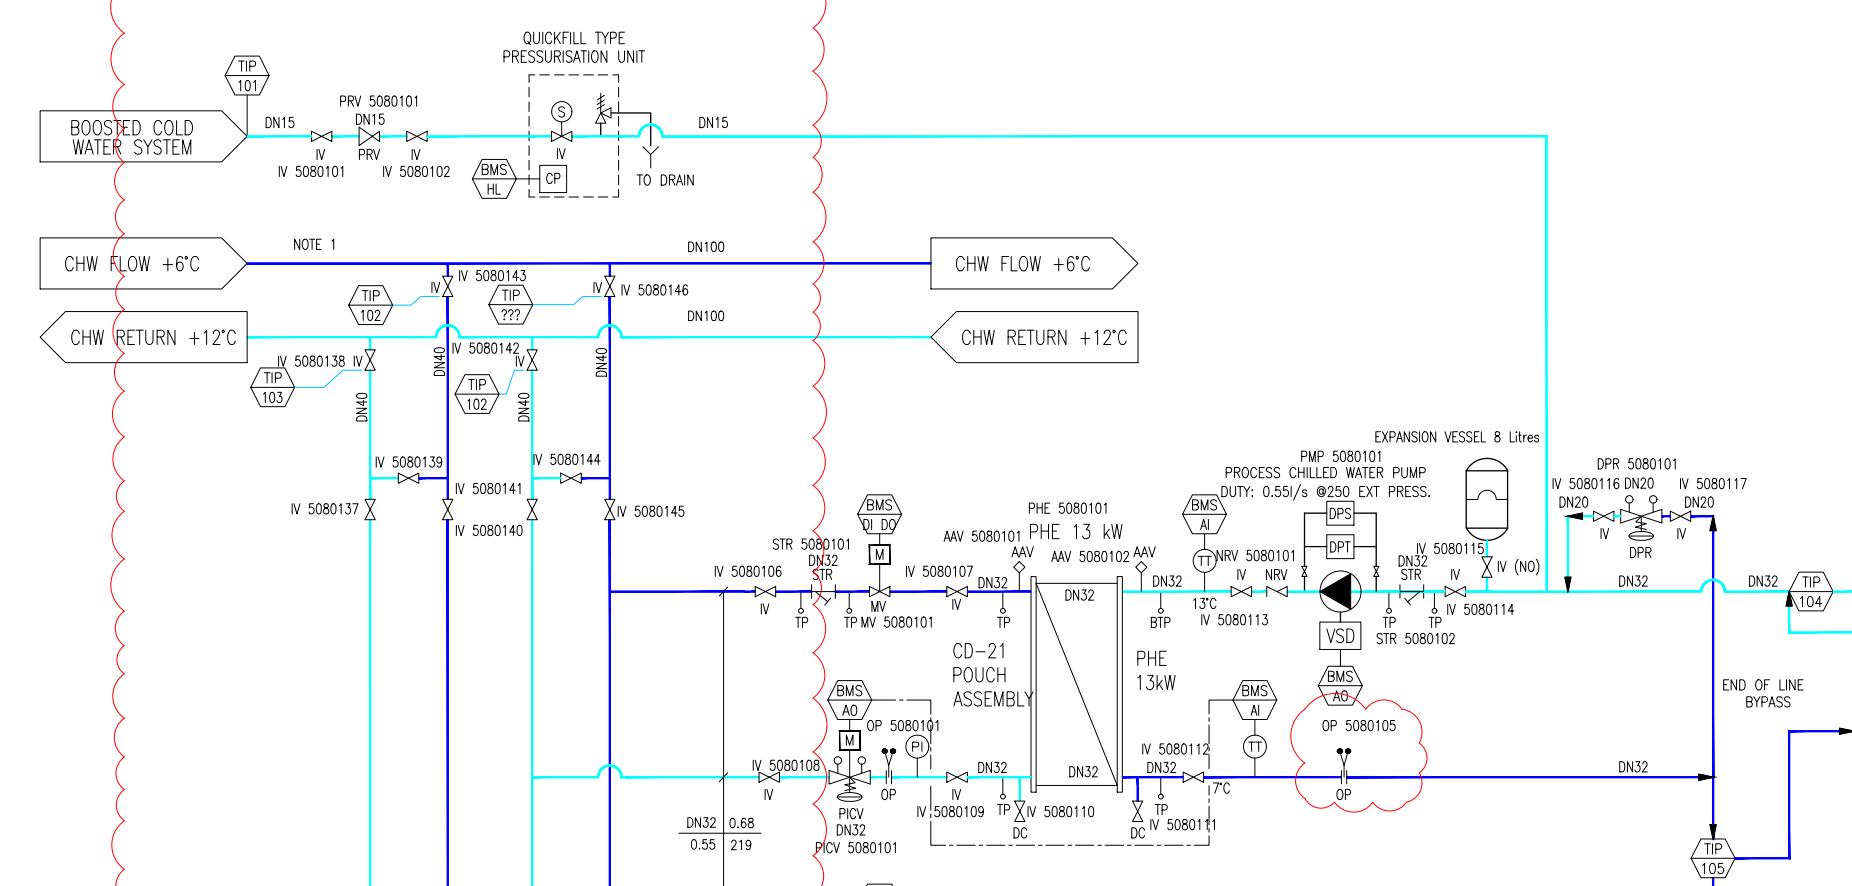 QUICKFILL TYPE
PRESSURISATION UNIT
TIP
101
PRV 5080101
DN15
DN15
BOOSTED COLD
WATER SYSTEM
IV
IV 5080101
PRV
IV
IV 5080102
S
IV
DN15
BMS
HL
CP
TO DRAIN
NOTE 1
DN100
CHW FLOW +6°C
CHW FLOW +6°C
IV 5080143
IV
TIP
102
TIP
???
IV
IV 5080146
DN100
CHW RETURN +12°C
CHW RETURN +12°C
IV 5080138
IV
IV 5080142
IV
DN40
DN40
TIP
103
TIP
102
DN40
DN40
IV 5080139
IV 5080144
IV 5080141
IV 5080137
IV 5080140
IV 5080145
EXPANSION VESSEL 8 Litres
PMP 5080101
PROCESS CHILLED WATER PUMP
DUTY: 0.55l/s @250 EXT PRESS.
DPR 5080101
IV 5080116
DN20
IV 5080117
DN20
DN20
IV
IV
DPR
BMS
DI DO
M
PHE 5080101
PHE 13 kW
BMS
AI
TT
DPS
DPT
AAV 5080101
AAV
AAV 5080102
AAV
STR 5080101
DN32
STR
IV 5080106
IV
TP
TP
MV
MV 5080101
IV 5080107
IV
DN32
TP
DN32
DN32
BTP
13°C
NRV 5080101
IV
NRV
IV 5080113
DN32
STR
IV 5080115
IV (NO)
IV
TP
TP
IV 5080114
STR 5080102
DN32
DN32
TIP
104
VSD
BMS
AO
CD-21
POUCH
ASSEMBLY
PHE
13kW
BMS
AO
M
OP 5080101
PI
BMS
AI
TT
OP 5080105
END OF LINE
BYPASS
IV 5080108
IV
PICV
DN32
PICV 5080101
OP
IV 5080109
DN32
TP
IV 5080110
DC
DN32
IV 5080112
DN32
DC
TP
IV 5080111
7°C
OP
DN32
DN32
0.68
0.55
219
TIP
105